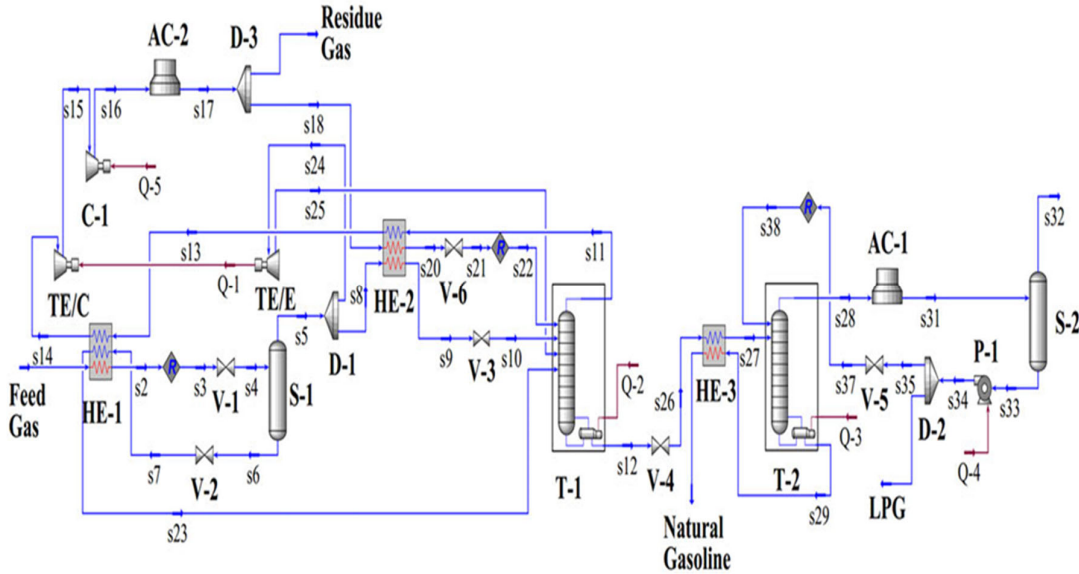 Residue
Gas
AC-2
D-3
s15
s16
s17
s18
s24
Q-5
C-1
s25
s13
s11
s38
s32
AC-1
s20
s21
s22
V-6
Q-1
TE/C
TE/E
s8
HE-2
s28
s31
S-2
s14
s5
D-1
s9
s10
V-3
s27
P-1
Feed
Gas
HE-1
s2
R
s3
V-1
s4
S-1
Q-2
s26
HE-3
s37
V-5
s35
D-2
s34
s33
s7
V-2
s6
s12
V-4
Q-3
Q-4
T-1
T-2
s29
LPG
s23
Natural
Gasoline
R
R